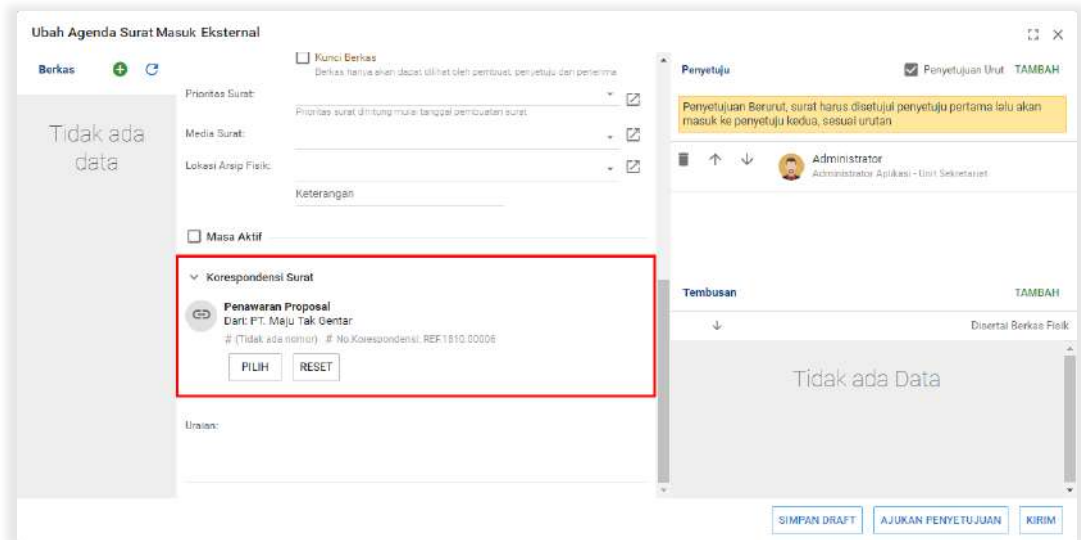 Ubah Agenda Surat Masuk Eksternal
Berkas
Tidak ada
data
Kunci Berkas
Berkas hanya akan dapat dilihat oleh pembuat, penyetuju dan penerima
Prioritas Surat:
Prioritas surat dihitung mulai tanggal pembuatan surat
Media Surat:
Lokasi Arsip Fisik:
Keterangan
Masa Aktif
Korespondensi Surat
Penawaran Proposal
Dari: PT. Maju Tak Gentar
# (Tidak ada nomor) # No.Korespondensi: REF.1810.00006
PILIH RESET
Uraian:
Penyetuju Penyetujuan Urut TAMBAH
Penyetujuan Berurut, surat harus disetujui penyetuju pertama lalu akan
masuk ke penyetuju kedua, sesuai urutan
Administrator
Administrator Aplikasi - Unit Sekretariat
Tembusan TAMBAH
Disertai Berkas Fisik
Tidak ada Data
SIMPAN DRAFT AJUKAN PENYETUJUAN KIRIM